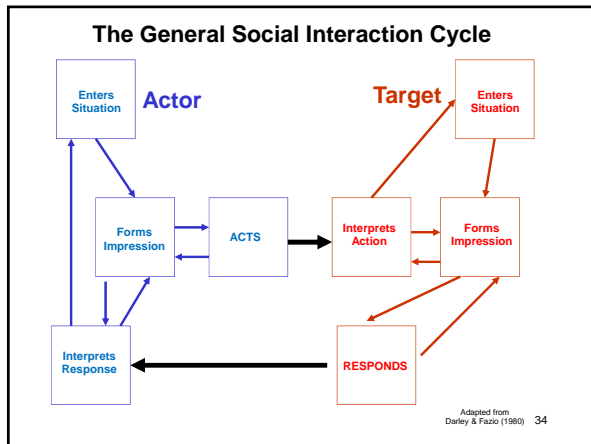 The General Social Interaction Cycle
Enters
Situation
Actor
Target
Enters
Situation
Forms
Impression
ACTS
Interprets
Action
Forms
Impression
Interprets
Response
RESPONDS
Adapted from
Darley & Fazio (1980)
34